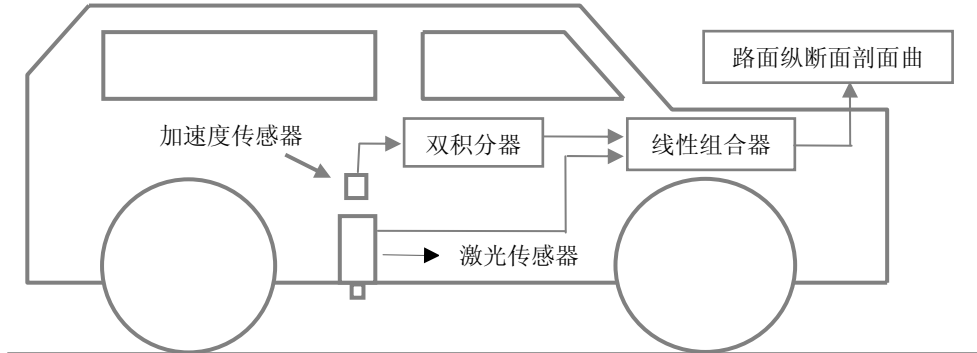 路面纵断面剖面曲
加速度传感器
双积分器
线性组合器
激光传感器